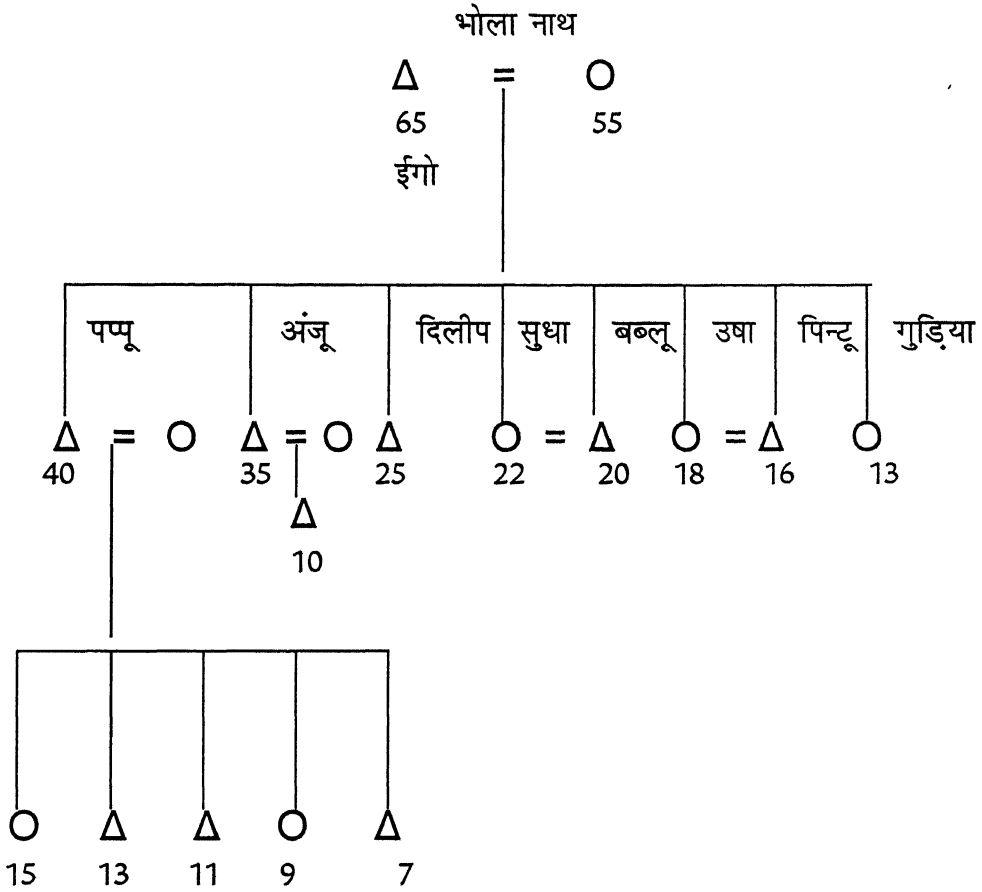 भोला नाथ
Δ = O
65 55
ईगो
पप्पू अंजू दिलीप सुधा बब्लू उषा पिन्टू गुड़िया
Δ = O Δ = O Δ O = Δ O = Δ O
40 35 25 22 20 18 16 13
Δ
10
O Δ Δ O Δ
15 13 11 9 7